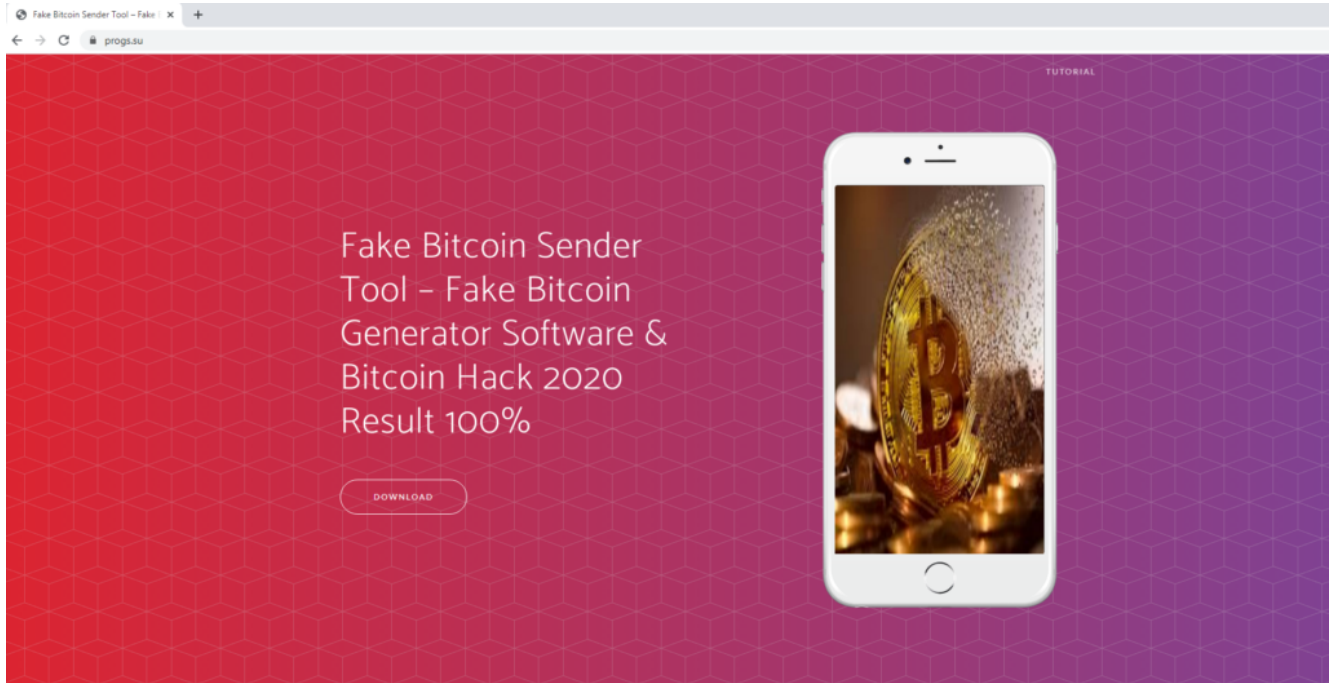 Fake Bitcoin Sender Tool – Fake
progs.su
TUTORIAL
Fake Bitcoin Sender
Tool – Fake Bitcoin
Generator Software &
Bitcoin Hack 2020
Result 100%
DOWNLOAD